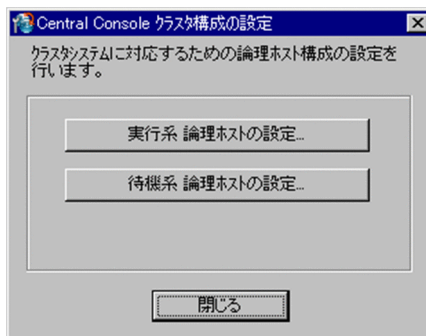 Central Console クラスタ構成の設定
クラスタシステムに対応するための論理ホスト構成の設定を
行います。
実行系 論理ホストの設定...
待機系 論理ホストの設定...
閉じる